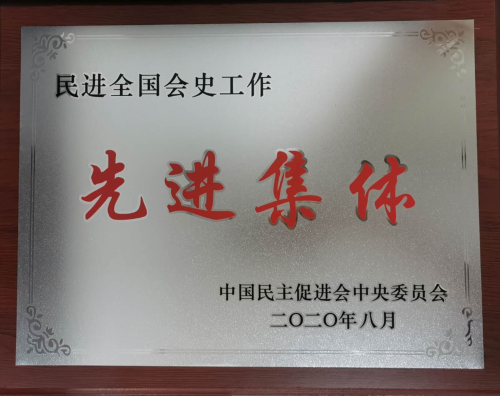 民进全国会史工作
先进集体
中国民主促进会中央委员会
二〇二〇年八月